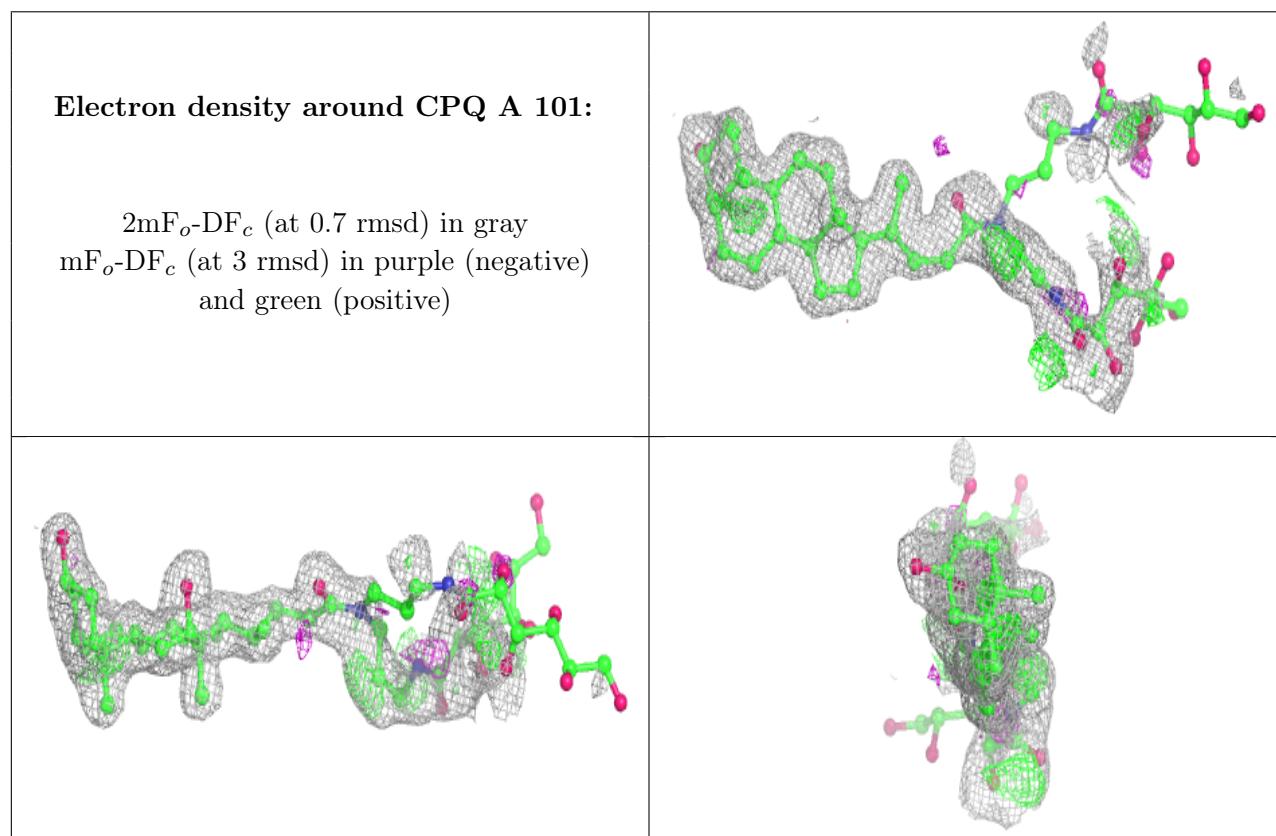 Electron density around CPQ A 101:
2mFo-DFc (at 0.7 rmsd) in gray
mFo-DFc (at 3 rmsd) in purple (negative)
and green (positive)